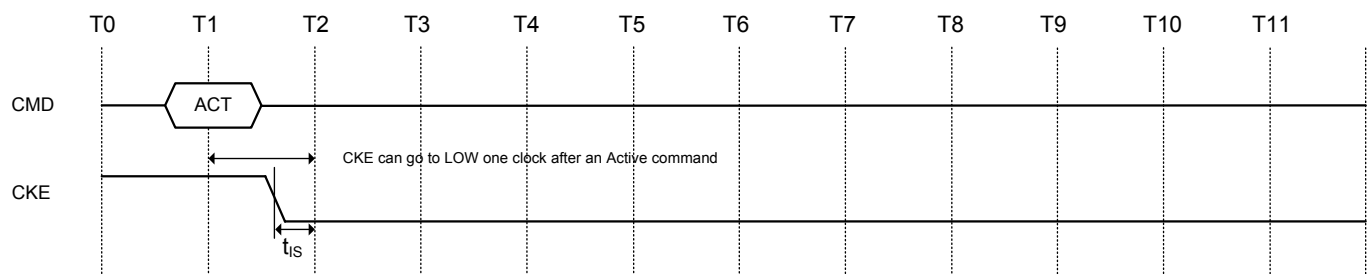 T0 T1 T2 T3 T4 T5 T6 T7 T8 T9 T10 T11
CMD ACT
CKE can go to LOW one clock after an Active command
CKE
tIS